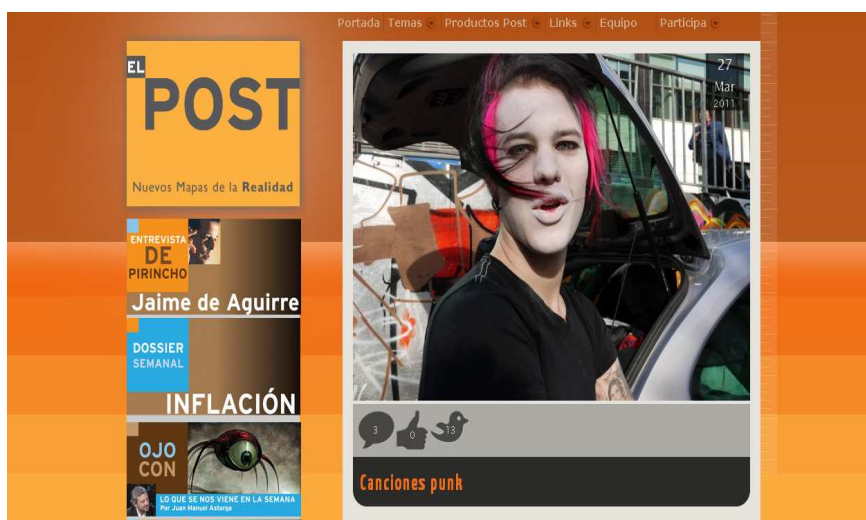 Portada Temas Productos Post Links Equipo Participa
EL
POST
Nuevos Mapas de la Realidad
27
Mar
2011
ENTREVISTA
DE
PIRINCHO
Jaime de Aguirre
DOSSIER
SEMANAL
INFLACIÓN
OJO
CON
LO QUE SE NOS VIENE EN LA SEMANA
Por Juan Manuel Astorga
3 0 13
Canciones punk